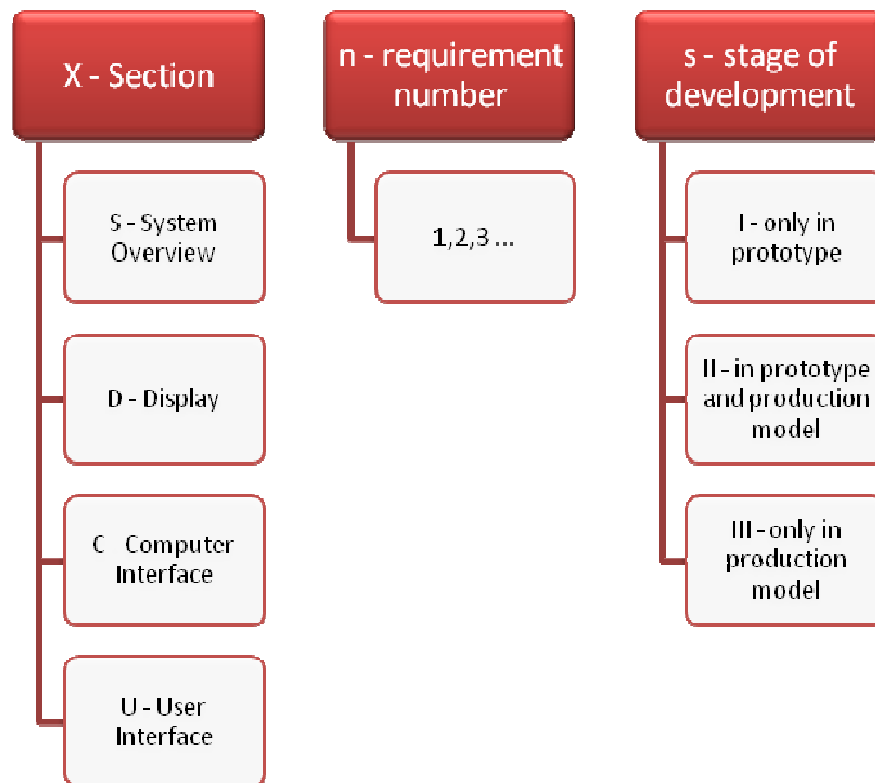 X - Section
S - System
Overview
D - Display
C - Computer
Interface
U - User
Interface
n - requirement
number
1,2,3 ...
s - stage of
development
I - only in
prototype
II - in prototype
and production
model
III - only in
production
model